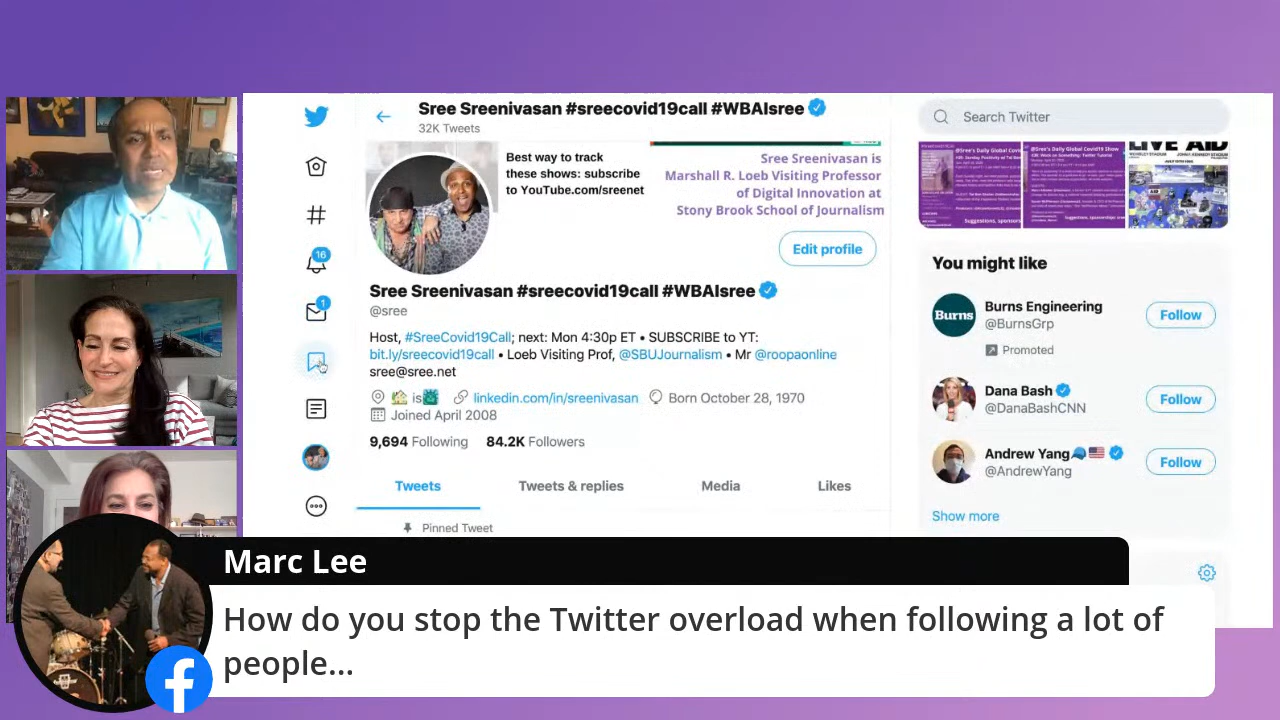 Sree Sreenivasan #sreecovid19call #WBAIsree
32K Tweets
Search Twitter
Best way to track
these shows: subscribe
to YouTube.com/sreenet
Sree Sreenivasan is
Marshall R. Loeb Visiting Professor
of Digital Innovation at
Stony Brook School of Journalism
Edit profile
Sree Sreenivasan #sreecovid19call #WBAIsree
@sree
Host, #SreeCovid19Call; next: Mon 4:30p ET • SUBSCRIBE to YT:
bit.ly/sreecovid19call • Loeb Visiting Prof, @SBUJournalism • Mr @roopaonline
sree@sree.net
is
linkedin.com/in/sreenivasan
Born October 28, 1970
Joined April 2008
9,694 Following 84.2K Followers
Tweets
Tweets & replies
Media
Likes
Pinned Tweet
16
1
LIVE AID
You might like
Burns
Burns Engineering
@BurnsGrp
Promoted
Follow
Dana Bash
@DanaBashCNN
Follow
Andrew Yang
@AndrewYang
Follow
Show more
Marc Lee
How do you stop the Twitter overload when following a lot of
people...